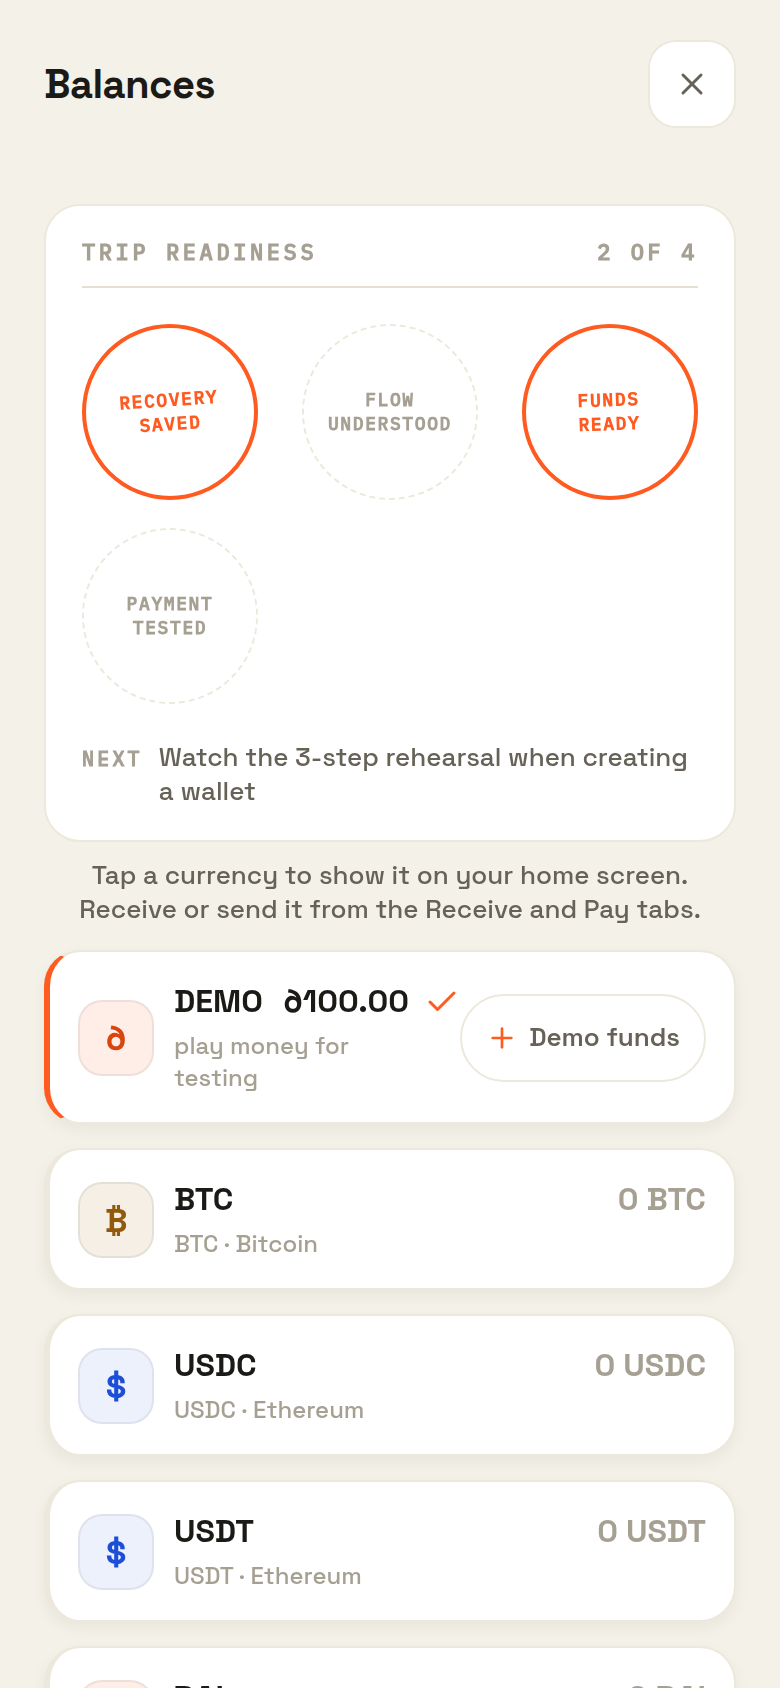 Balances
TRIP READINESS 2 OF 4
RECOVERY
SAVED
FLOW
UNDERSTOOD
FUNDS
READY
PAYMENT
TESTED
NEXT Watch the 3-step rehearsal when creating
a wallet
Tap a currency to show it on your home screen.
Receive or send it from the Receive and Pay tabs.
∂
DEMO ∂100.00
play money for
testing
Demo funds
₿
BTC 0 BTC
BTC · Bitcoin
$
USDC 0 USDC
USDC · Ethereum
$
USDT 0 USDT
USDT · Ethereum